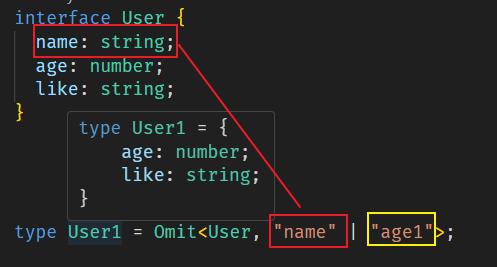 interface User {
  name: string;
  age: number;
  like: string;
}
type User1 = {
    age: number;
    like: string;
}
type User1 = Omit<User, "name" | "age1">;